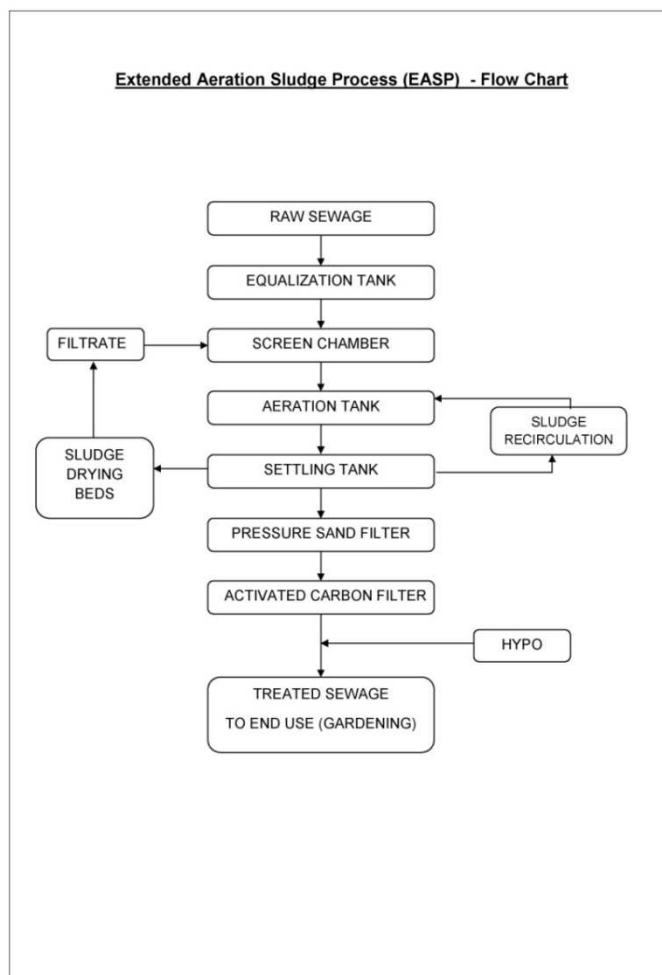 Extended Aeration Sludge Process (EASP) - Flow Chart
RAW SEWAGE
EQUALIZATION TANK
FILTRATE
SCREEN CHAMBER
AERATION TANK
SLUDGE
RECIRCULATION
SLUDGE
DRYING
BEDS
SETTLING TANK
PRESSURE SAND FILTER
ACTIVATED CARBON FILTER
HYPO
TREATED SEWAGE
TO END USE (GARDENING)